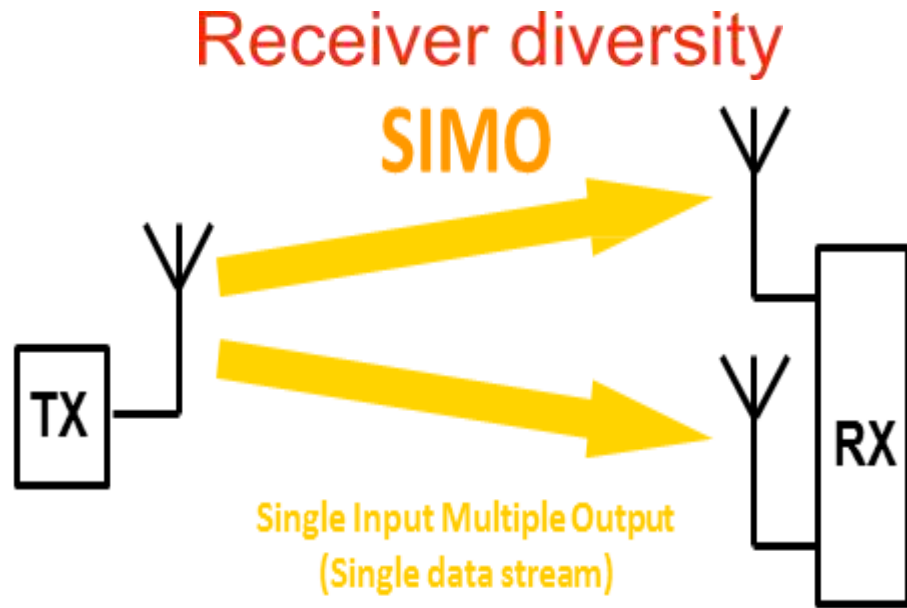 Receiver diversity
SIMO
TX
RX
Single Input Multiple Output
(Single data stream)